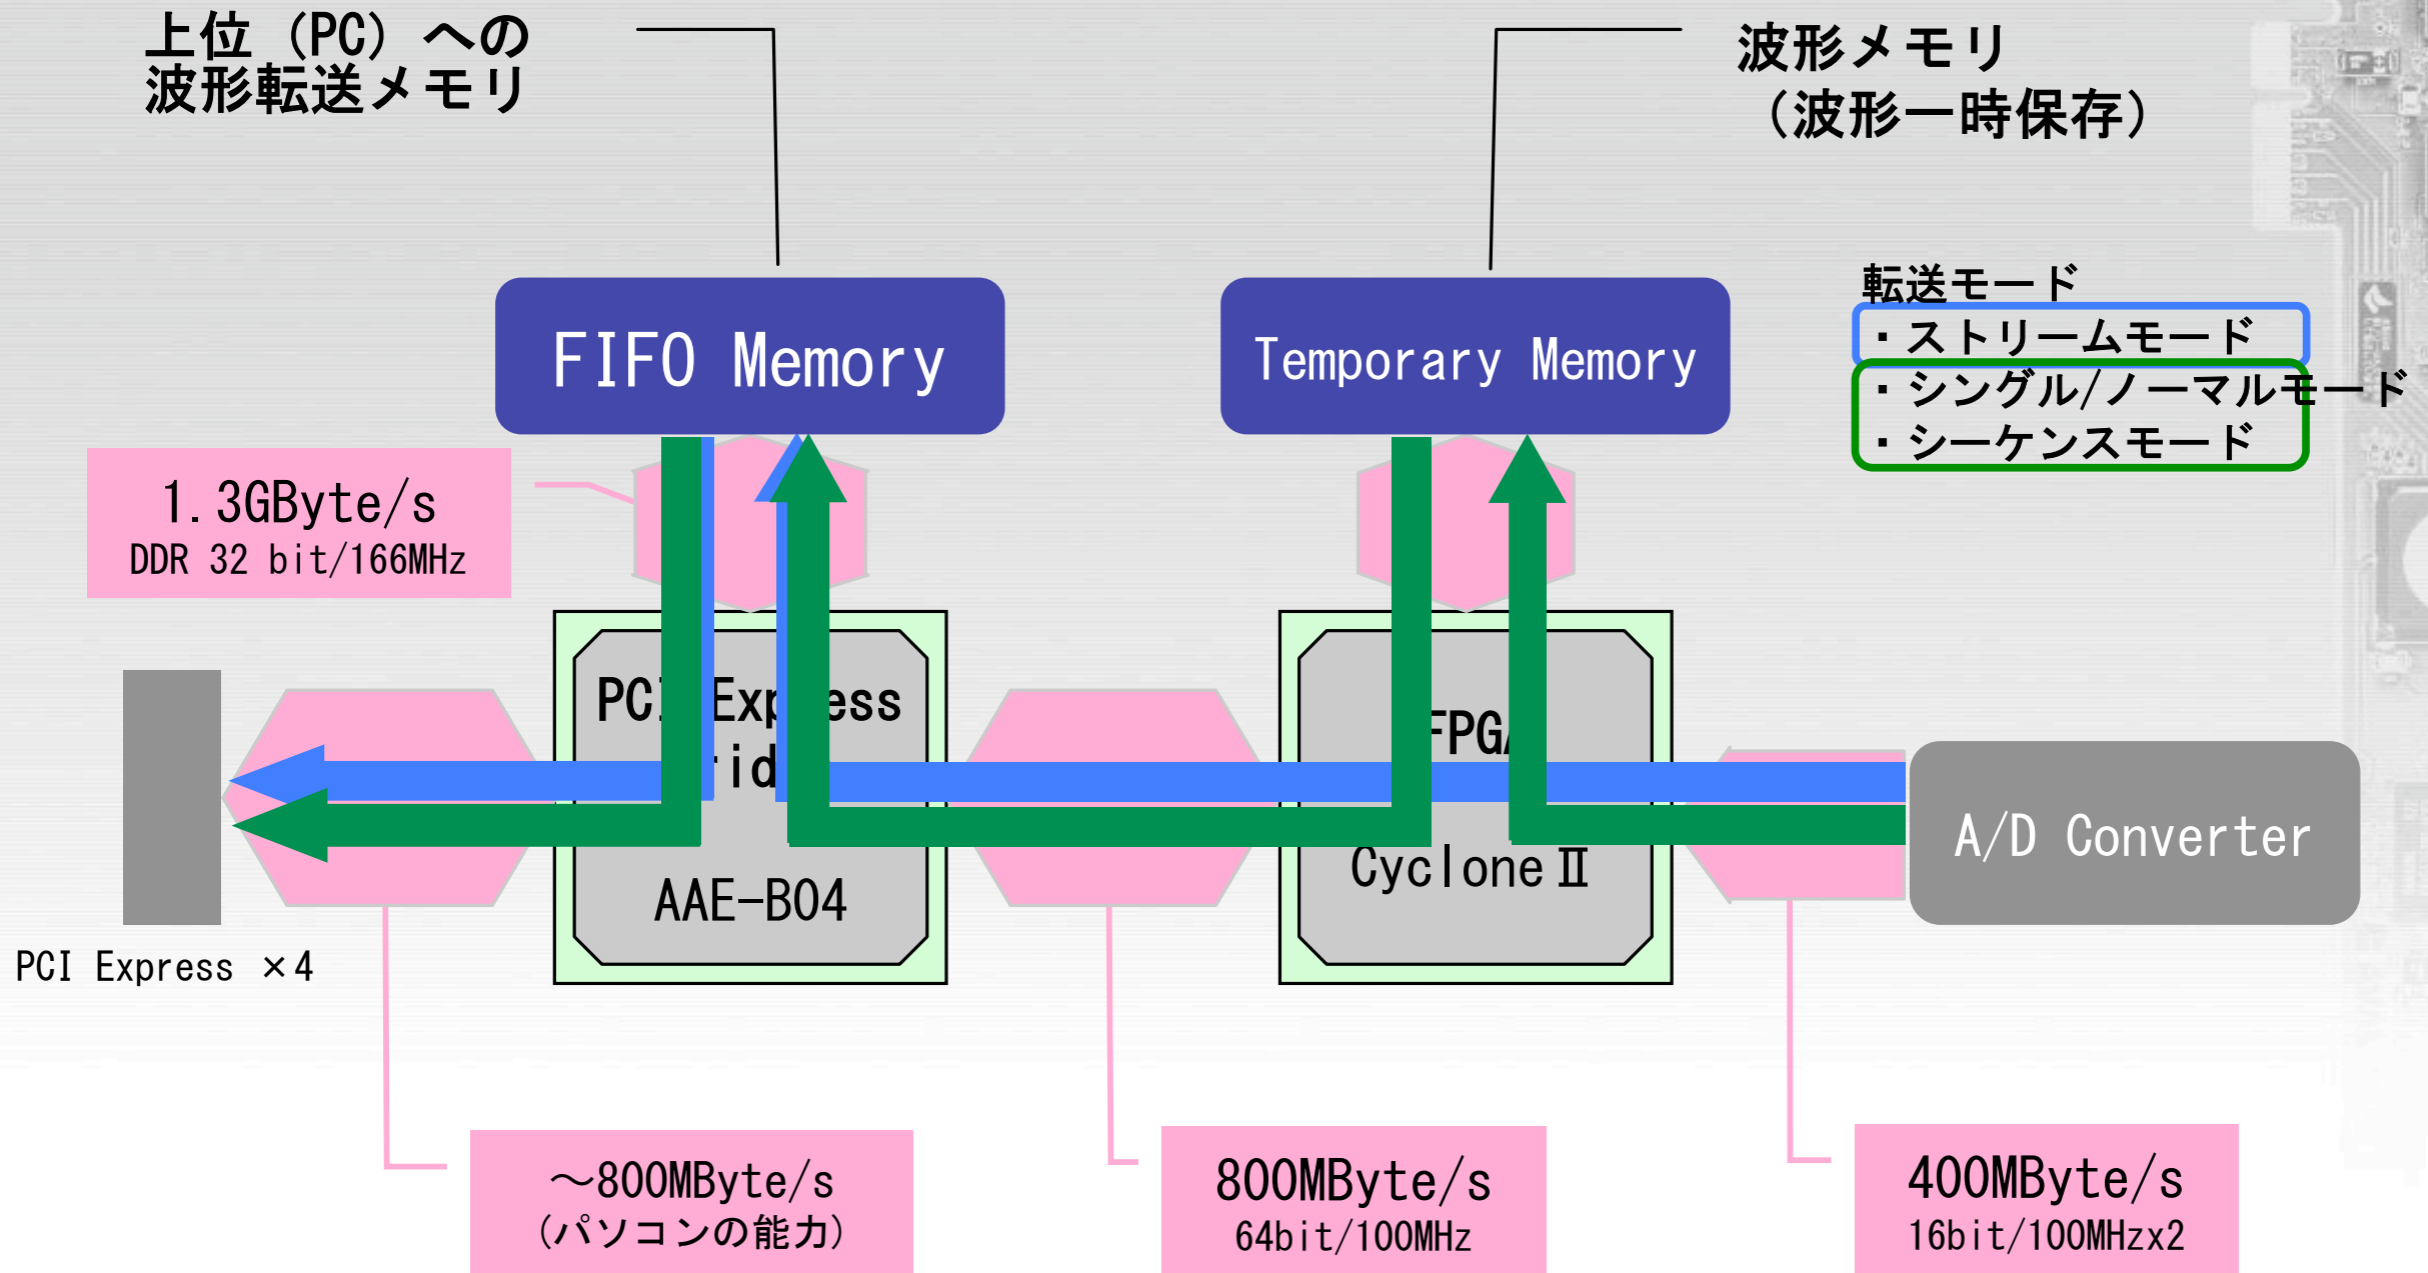 上位（PC）への
波形転送メモリ
波形メモリ
（波形一時保存）
転送モード
・ストリームモード
・シングル/ノーマルモード
・シーケンスモード
FIFO Memory
Temporary Memory
1.3GByte/s
DDR 32 bit/166MHz
PCI Express
AAE-B04
FPGA
CycloneⅡ
A/D Converter
PCI Express ×4
～800MByte/s
(パソコンの能力)
800MByte/s
64bit/100MHz
400MByte/s
16bit/100MHzx2